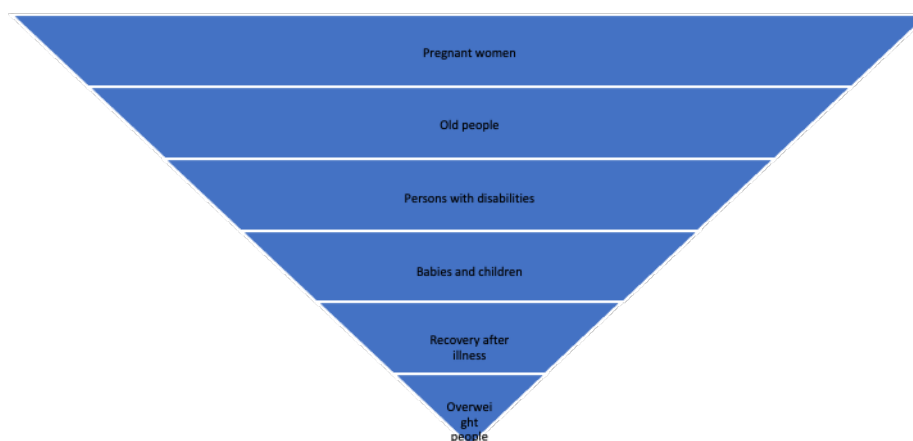 Pregnant women
Old people
Persons with disabilities
Babies and children
Recovery after
illness
Overwei
ght
people